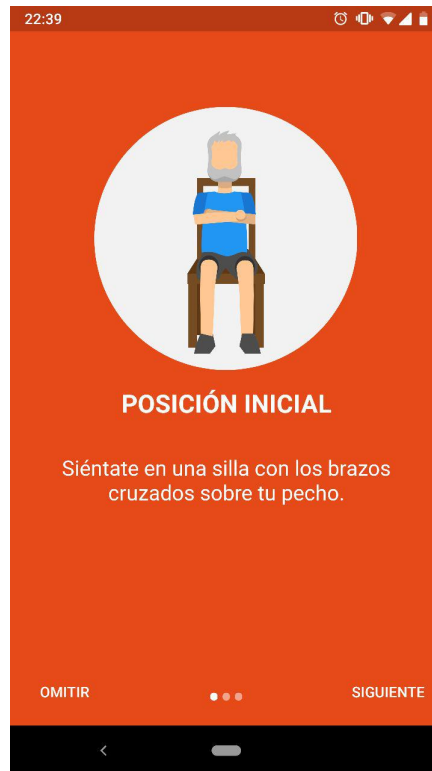 22:39
POSICIÓN INICIAL
Siéntate en una silla con los brazos
cruzados sobre tu pecho.
OMITIR
SIGUIENTE